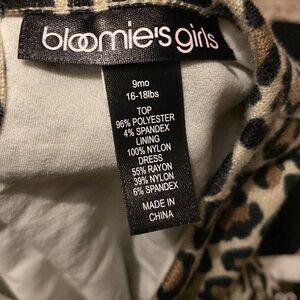 bloomie's girls
9mo
16-18lbs
TOP
96% POLYESTER
4% SPANDEX
LINING
100% NYLON
DRESS
55% RAYON
39% NYLON
6% SPANDEX
MADE IN
CHINA